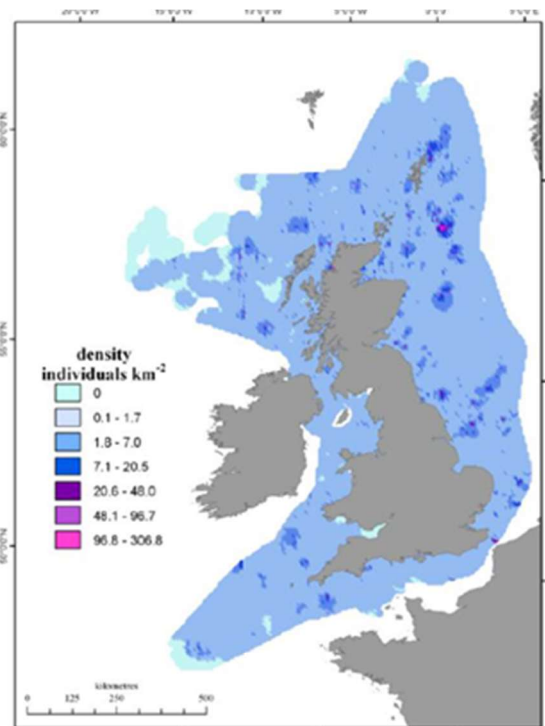 density
individuals km-2
0
0.1 - 1.7
1.8 - 7.0
7.1 - 20.5
20.6 - 48.0
48.1 - 96.7
96.8 - 306.8
kilometres
0 125 250 500